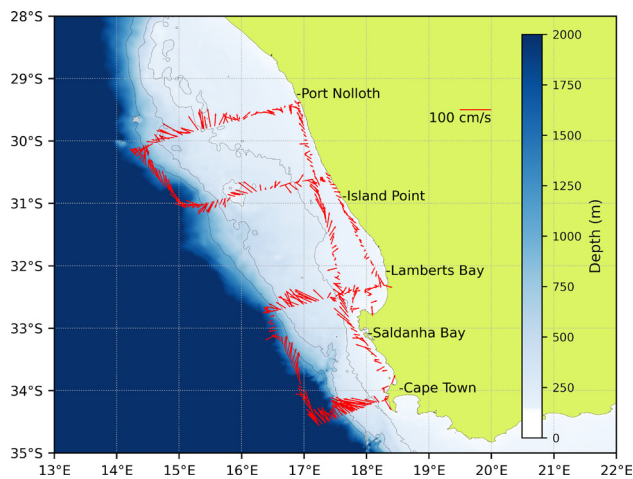 28°S
29°S
30°S
31°S
32°S
33°S
34°S
35°S
13°E 14°E 15°E 16°E 17°E 18°E 19°E 20°E 21°E 22°E
-Port Nolloth
100 cm/s
-Island Point
-Lamberts Bay
-Saldanha Bay
-Cape Town
2000
1750
1500
1250
1000
750
500
250
0
Depth (m)